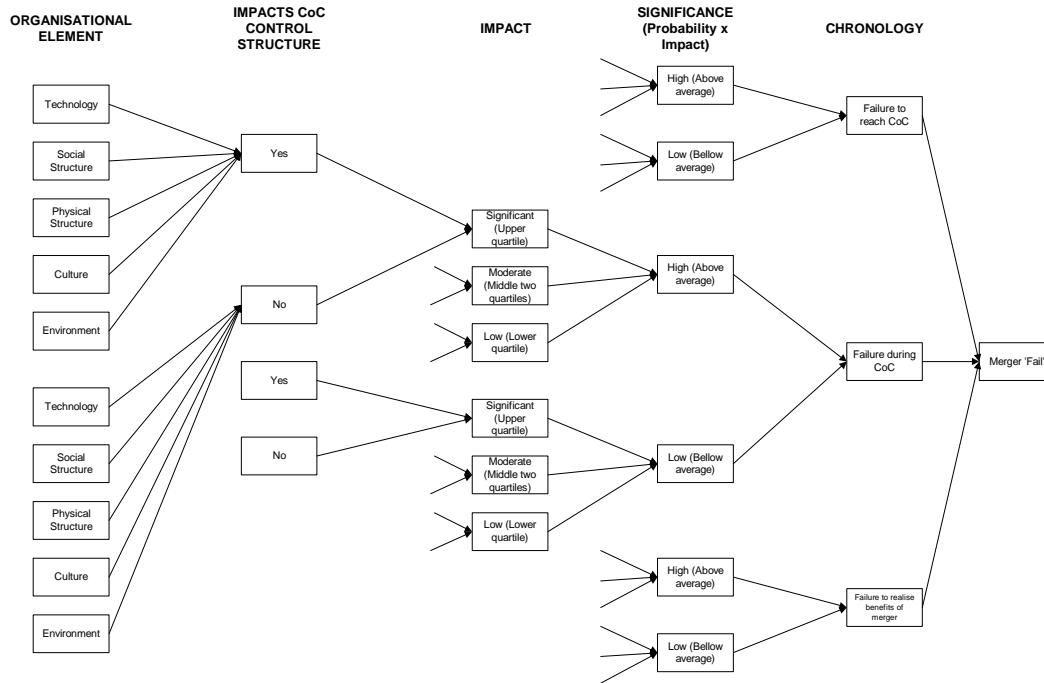 ORGANISATIONAL
ELEMENT
IMPACTS CoC
CONTROL
STRUCTURE
IMPACT
SIGNIFICANCE
(Probability x
Impact)
CHRONOLOGY
Technology
Social
Structure
Physical
Structure
Culture
Environment
Technology
Social
Structure
Physical
Structure
Culture
Environment
Yes
No
Yes
No
Significant
(Upper
quartile)
Moderate
(Middle two
quartiles)
Low (Lower
quartile)
Significant
(Upper
quartile)
Moderate
(Middle two
quartiles)
Low (Lower
quartile)
High (Above
average)
Low (Bellow
average)
High (Above
average)
Low (Bellow
average)
High (Above
average)
Low (Bellow
average)
Failure to
reach CoC
Failure during
CoC
Failure to realise
benefits of
merger
Merger 'Fail'